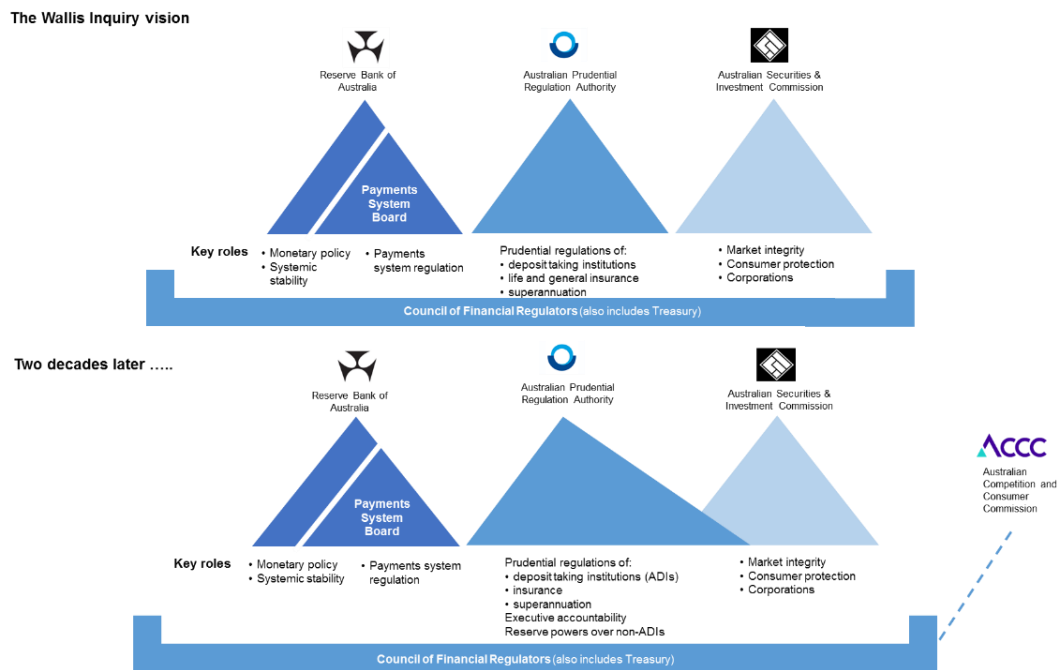 The Wallis Inquiry vision
Reserve Bank of
Australia
Australian Prudential
Regulation Authority
Australian Securities &
Investment Commission
Payments
System
Board
Key roles
• Monetary policy
• Systemic
stability
• Payments
system regulation
Prudential regulations of:
• deposit taking institutions
• life and general insurance
• superannuation
• Market integrity
• Consumer protection
• Corporations
Council of Financial Regulators (also includes Treasury)
Two decades later .....
Reserve Bank of
Australia
Australian Prudential
Regulation Authority
Australian Securities &
Investment Commission
ACCC
Australian
Competition and
Consumer
Commission
Payments
System
Board
Key roles
• Monetary policy
• Systemic stability
• Payments system
regulation
Prudential regulations of:
• deposit taking institutions (ADIs)
• insurance
• superannuation
Executive accountability
Reserve powers over non-ADIs
• Market integrity
• Consumer protection
• Corporations
Council of Financial Regulators (also includes Treasury)